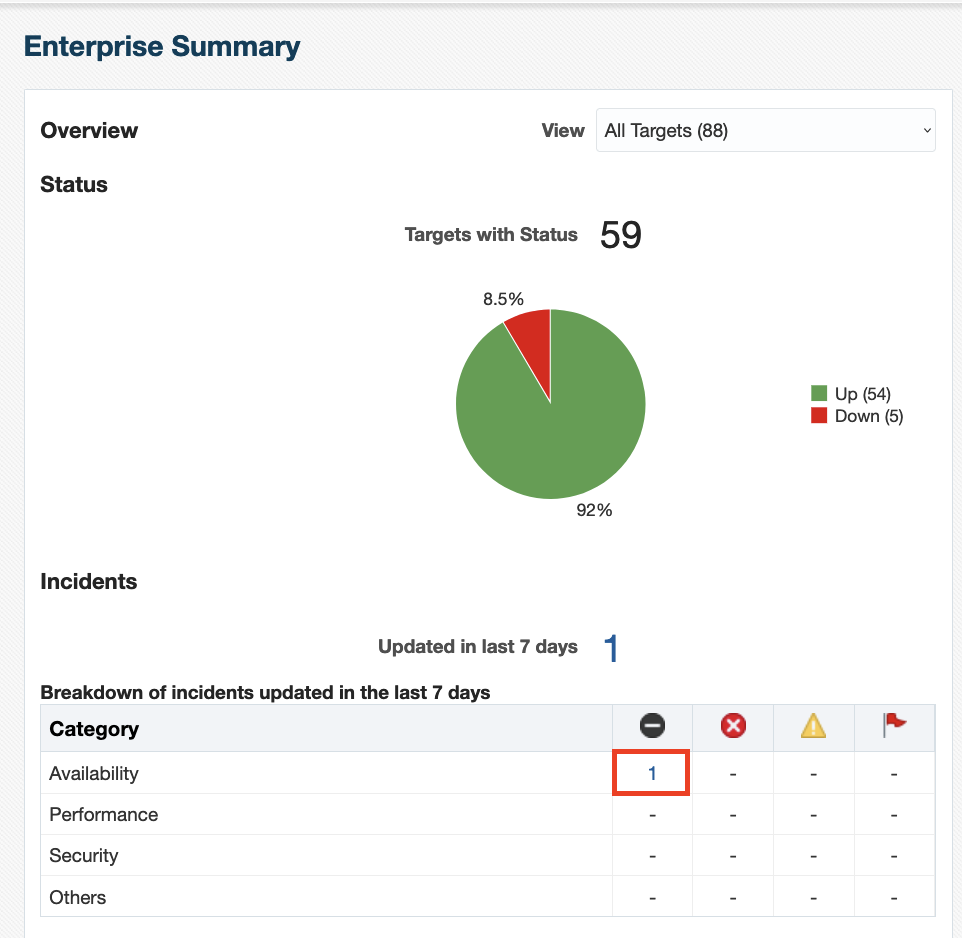 Enterprise Summary
Overview View All Targets (88)
Status
Targets with Status 59
8.5%
Up (54)
Down (5)
92%
Incidents
Updated in last 7 days 1
Breakdown of incidents updated in the last 7 days
Category
Availability 1 - - -
Performance - - - -
Security - - - -
Others - - - -